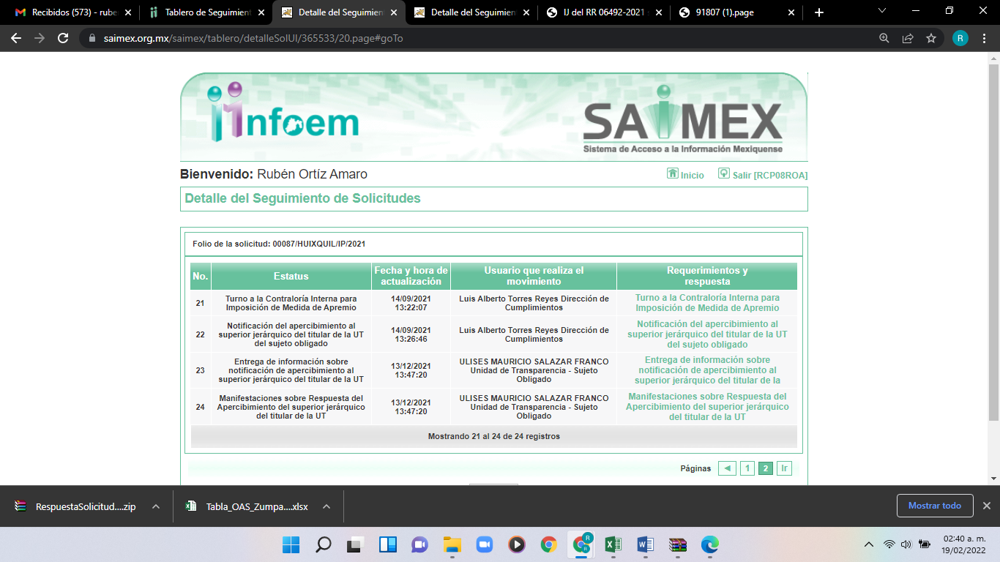 Recibidos (573) - rube
Tablero de Seguimient
Detalle del Seguimien
Detalle del Seguimien
IJ del RR 06492-2021
91807 (1).page
saimex.org.mx/saimex/tablero/detalleSolUI/365533/20.page#goTo
R
infoem
SAIMEX
Sistema de Acceso a la Información Mexiquense
Bienvenido: Rubén Ortíz Amaro
Inicio
Salir [RCP08ROA]
Detalle del Seguimiento de Solicitudes
Folio de la solicitud: 00087/HUIXQUIL/IP/2021
No.
Estatus
Fecha y hora de
actualización
Usuario que realiza el
movimiento
Requerimientos y
respuesta
21
Turno a la Contraloría Interna para
Imposición de Medida de Apremio
14/09/2021
13:22:07
Luis Alberto Torres Reyes Dirección de
Cumplimientos
Turno a la Contraloría Interna para
Imposición de Medida de Apremio
22
Notificación del apercibimiento al
superior jerárquico del titular de la UT
del sujeto obligado
14/09/2021
13:26:46
Luis Alberto Torres Reyes Dirección de
Cumplimientos
Notificación del apercibimiento al
superior jerárquico del titular de la UT
del sujeto obligado
23
Entrega de información sobre
notificación de apercibimiento al
superior jerárquico del titular de la UT
13/12/2021
13:47:20
ULISES MAURICIO SALAZAR FRANCO
Unidad de Transparencia - Sujeto
Obligado
Entrega de información sobre
notificación de apercibimiento al
superior jerárquico del titular de la
24
Manifestaciones sobre Respuesta del
Apercibimiento del superior jerárquico
del titular de la UT
13/12/2021
13:47:20
ULISES MAURICIO SALAZAR FRANCO
Unidad de Transparencia - Sujeto
Obligado
Manifestaciones sobre Respuesta del
Apercibimiento del superior jerárquico
del titular de la UT
Mostrando 21 al 24 de 24 registros
Páginas
1
2
Ir
RespuestaSolicitud....zip
Tabla_OAS_Zumpa....xlsx
Mostrar todo
02:40 a. m.
19/02/2022